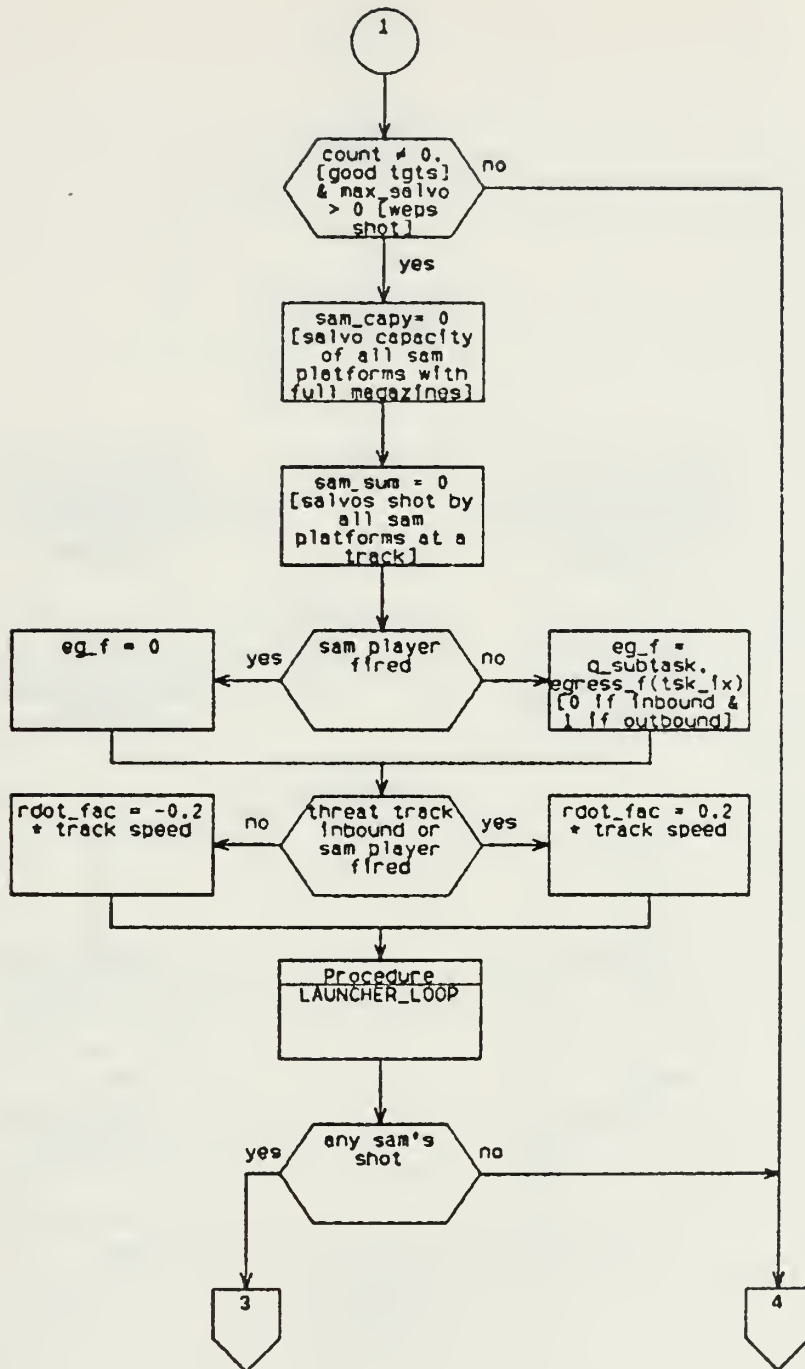 1
count ≠ 0.
[good tgts]
& max_salvo
> 0 [weps
shot]
no
yes
sam_capy= 0
[salvo capacity
of all sam
platforms with
full magazines]
sam_sum = 0
[salvos shot by
all sam
platforms at a
track]
eg_f = 0
yes
sam player
fired
no
eg_f =
q_subtask.
egress_f(tsk_ix)
[0 if inbound &
1 if outbound]
rdot_fac = -0.2
* track speed
no
threat track
inbound or
sam player
fired
yes
rdot_fac = 0.2
* track speed
Procedure
LAUNCHER_LOOP
yes
any sam's
shot
no
3
4